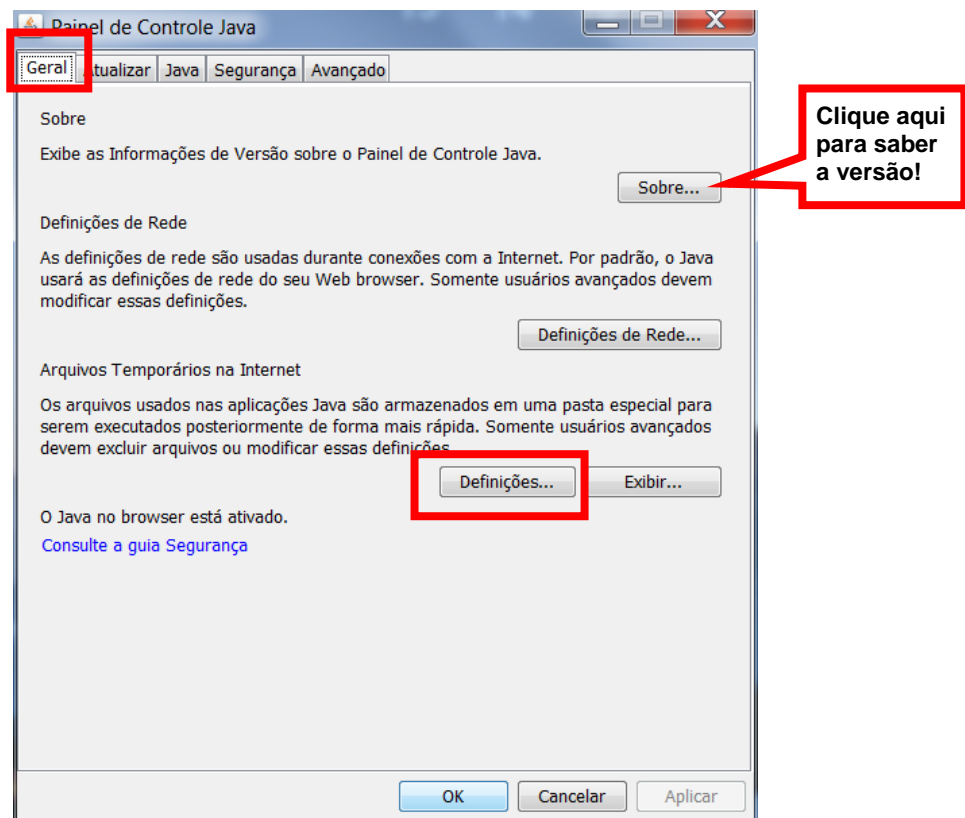 Painel de Controle Java
Geral
Atualizar
Java
Segurança
Avançado
Sobre
Exibe as Informações de Versão sobre o Painel de Controle Java.
Sobre...
Clique aqui
para saber
a versão!
Definições de Rede
As definições de rede são usadas durante conexões com a Internet. Por padrão, o Java
usará as definições de rede do seu Web browser. Somente usuários avançados devem
modificar essas definições.
Definições de Rede...
Arquivos Temporários na Internet
Os arquivos usados nas aplicações Java são armazenados em uma pasta especial para
serem executados posteriormente de forma mais rápida. Somente usuários avançados
devem excluir arquivos ou modificar essas definições.
Definições...
Exibir...
O Java no browser está ativado.
Consulte a guia Segurança
OK
Cancelar
Aplicar